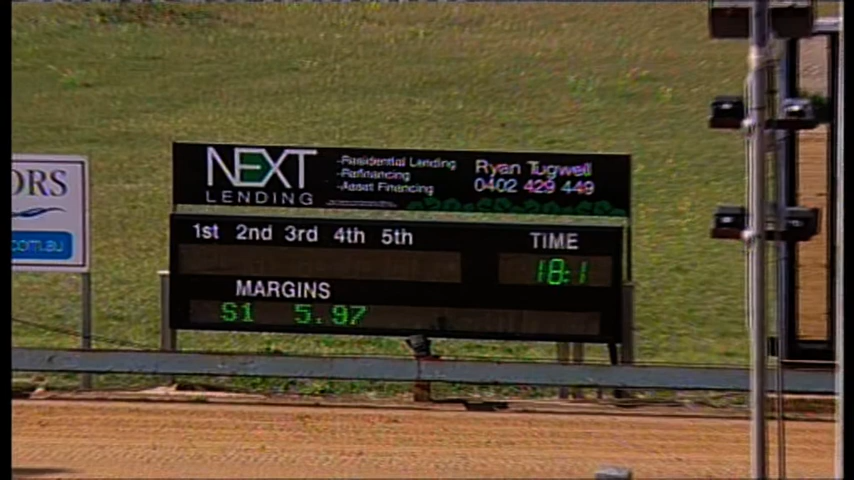 ORS
com.au
NEXT
LENDING
-Residential Lending
-Refinancing
-Asset Financing
Ryan Tugwell
0402 429 449
1st 2nd 3rd 4th 5th
TIME
18:1
MARGINS
S1 5.97